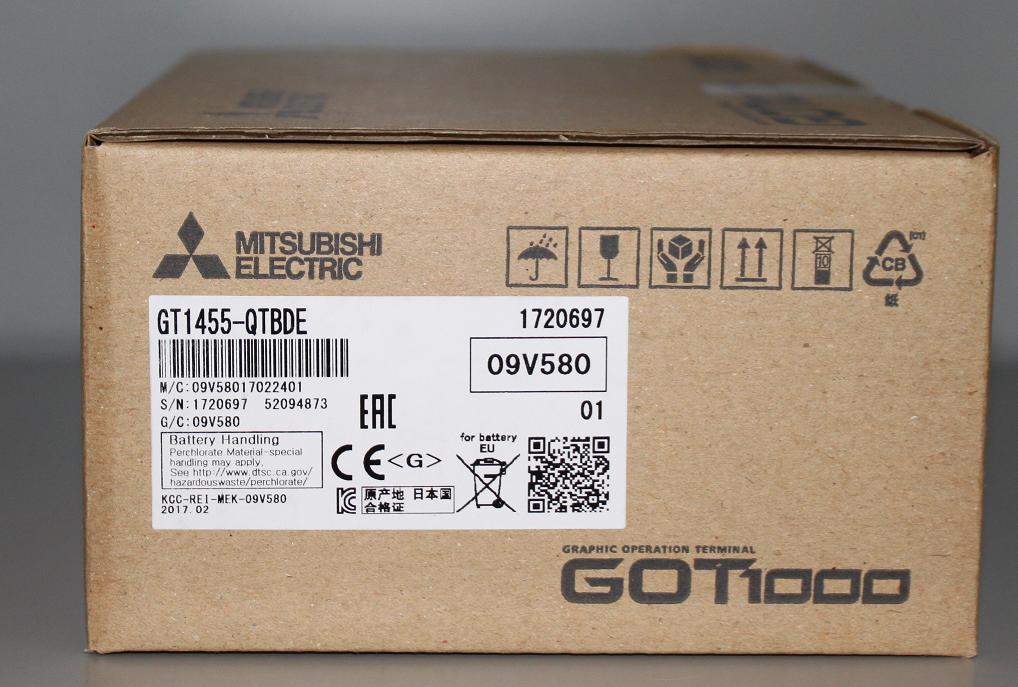 MITSUBISHI
ELECTRIC
10
CB
紙
GT1455-QTBDE
1720697
09V580
M/C:09V58017022401
S/N:1720697 52094873
G/C:09V580
01
EAC
Battery Handling
Perchlorate Material-special
handling may apply.
See http://www.dtsc.ca.gov/
hazardouswaste/perchlorate/
CE <G>
for battery
EU
原产地 日本国
合格证
KCC-REI-MEK-09V580
2017.02
GRAPHIC OPERATION TERMINAL
GOT1000